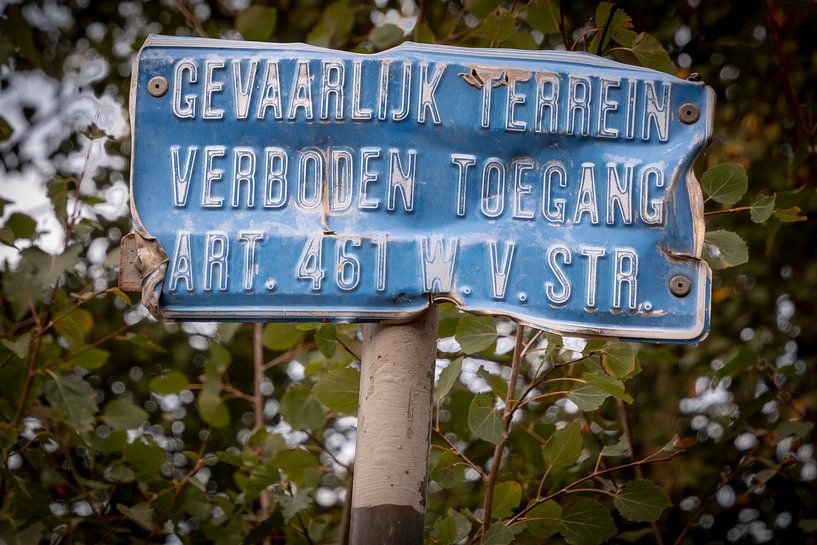 GEVAARLIJK TERREIN
VERBODEN TOEGANG
ART. 461 W.V.STR.